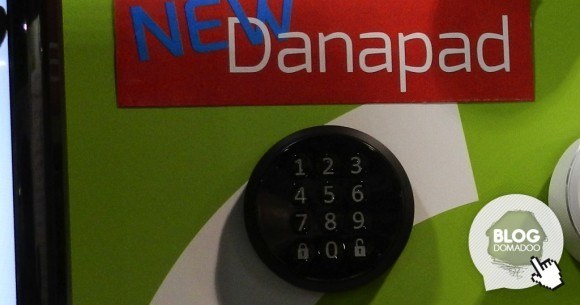 NEW
Danapad
1 2 3
4 5 6
7 8 9
0
BLOG
DOMADOO